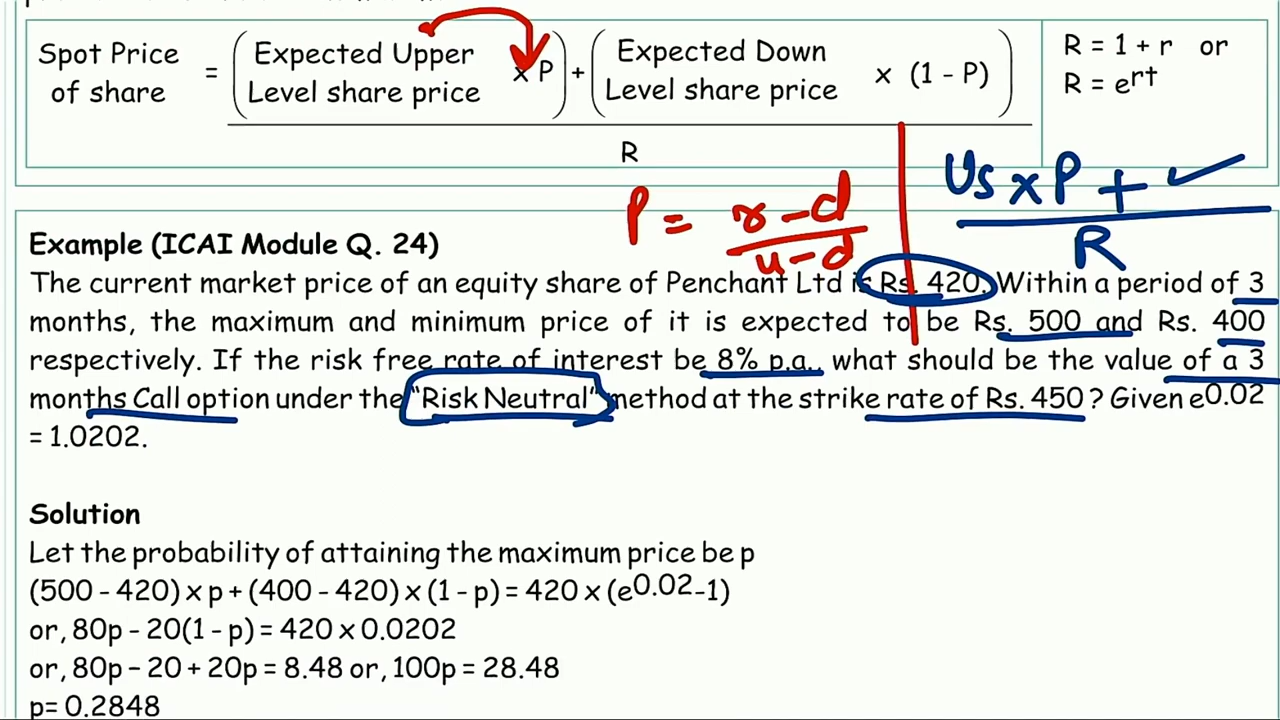 Spot Price of share = (Expected Upper Level share price x P) + (Expected Down Level share price x (1 - P))
R
R = 1 + r or
R = e^rt
P = r - d
u - d
Us x P + ✓
R
Example (ICAI Module Q. 24)
The current market price of an equity share of Penchant Ltd is Rs. 420. Within a period of 3
months, the maximum and minimum price of it is expected to be Rs. 500 and Rs. 400
respectively. If the risk free rate of interest be 8% p.a., what should be the value of a 3
months Call option under the "Risk Neutral" method at the strike rate of Rs. 450 ? Given e0.02
= 1.0202.
Solution
Let the probability of attaining the maximum price be p
(500 - 420) x p + (400 - 420) x (1 - p) = 420 x (e0.02-1)
or, 80p - 20(1 - p) = 420 x 0.0202
or, 80p – 20 + 20p = 8.48 or, 100p = 28.48
p= 0.2848